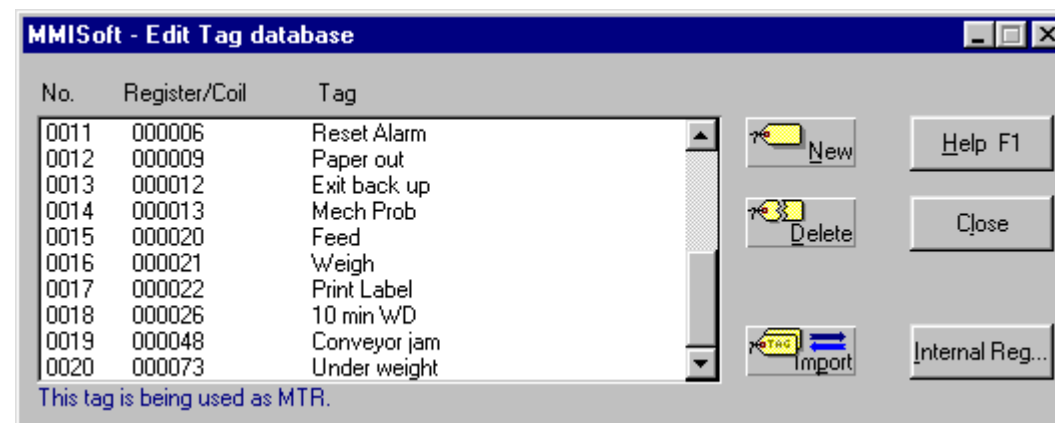 MMISoft - Edit Tag database
No. Register/Coil Tag
0011 000006 Reset Alarm
0012 000009 Paper out
0013 000012 Exit back up
0014 000013 Mech Prob
0015 000020 Feed
0016 000021 Weigh
0017 000022 Print Label
0018 000026 10 min WD
0019 000048 Conveyor jam
0020 000073 Under weight
This tag is being used as MTR.
New
Delete
TAG
Import
Help F1
Close
Internal Reg...